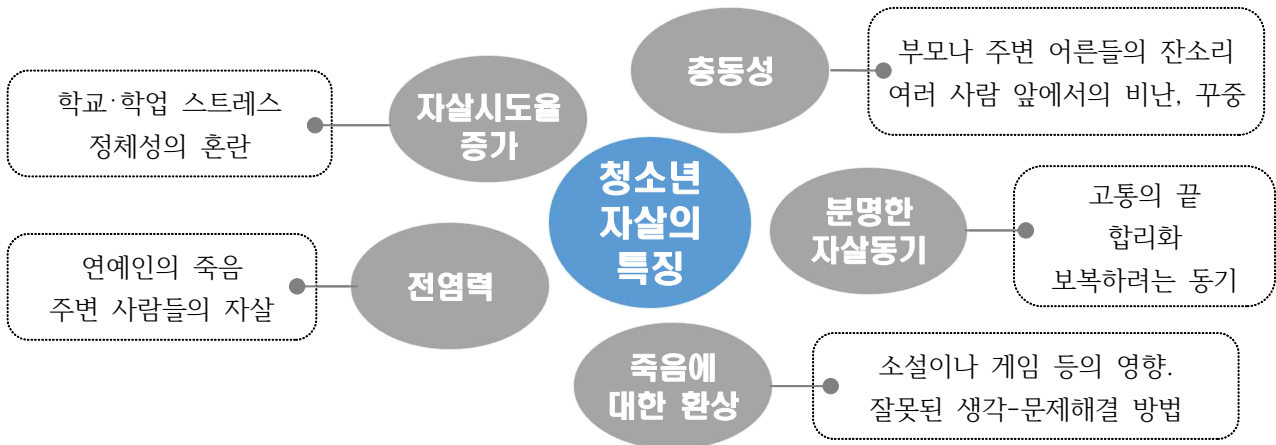 충동성
부모나 주변 어른들의 잔소리
여러 사람 앞에서의 비난, 꾸중
학교·학업 스트레스
정체성의 혼란
자살시도율
증가
청소년
자살의
특징
분명한
자살동기
고통의 끝
합리화
보복하려는 동기
연예인의 죽음
주변 사람들의 자살
전염력
죽음에
대한 환상
소설이나 게임 등의 영향.
잘못된 생각-문제해결 방법